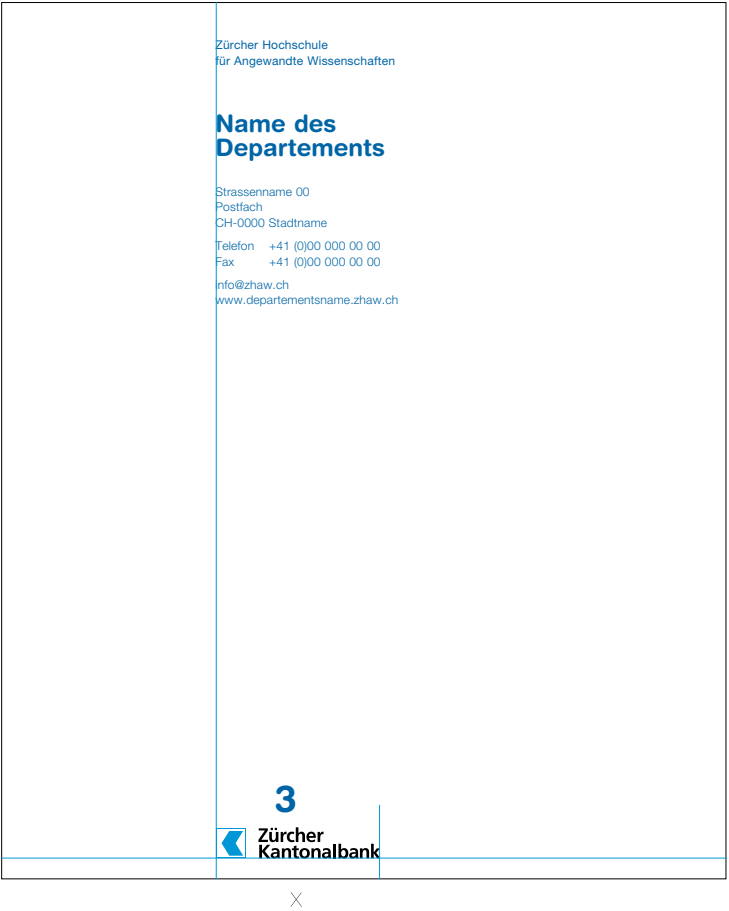 Zürcher Hochschule
für Angewandte Wissenschaften
Name des
Departements
Strassenname 00
Postfach
CH-0000 Stadtname
Telefon +41 (0)00 000 00 00
Fax +41 (0)00 000 00 00
info@zhaw.ch
www.departementsname.zhaw.ch
3
Zürcher
Kantonalbank
X